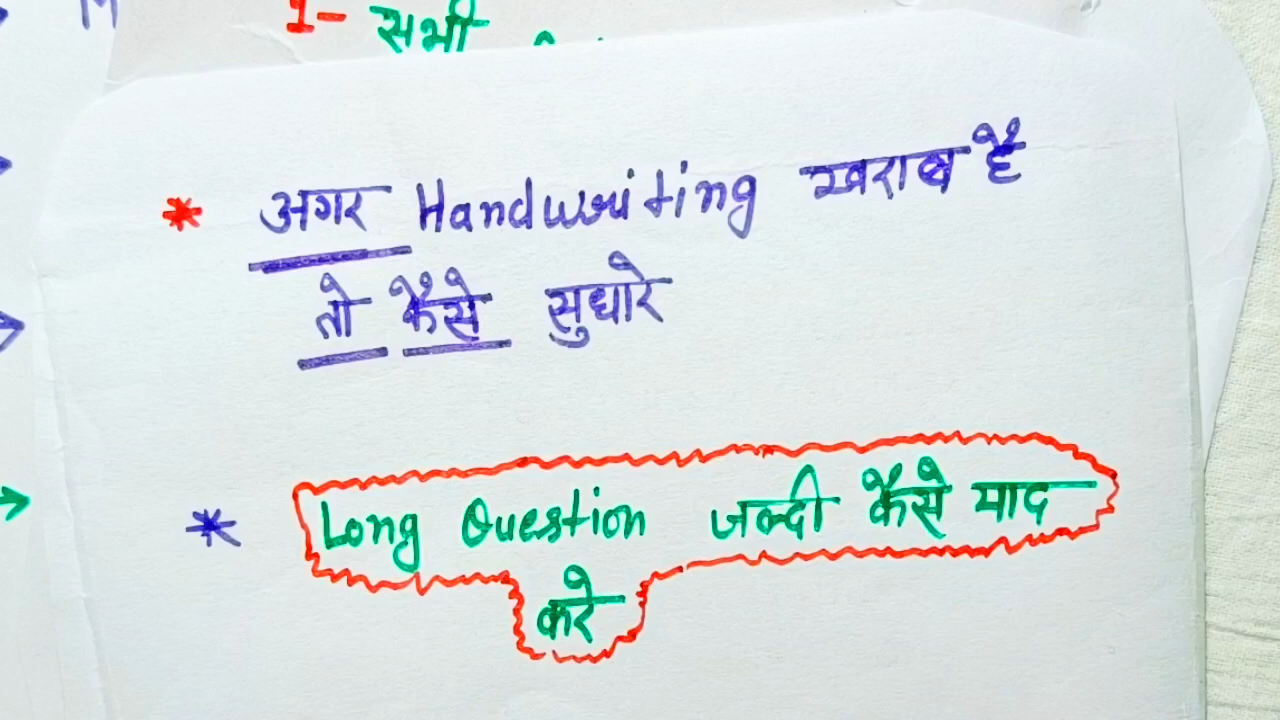 1- सभी
* अगर Handwriting खराब है
तो कैसे सुधारे
* Long Question जल्दी कैसे याद
करे